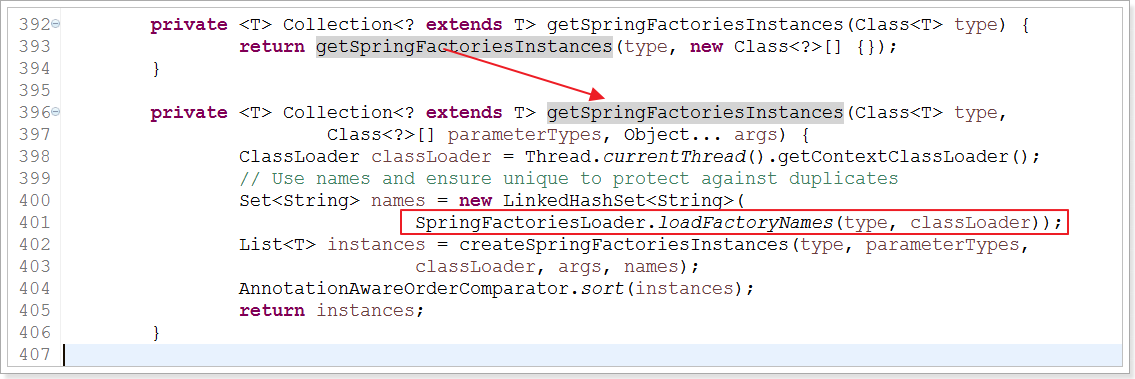 392 private <T> Collection<? extends T> getSpringFactoriesInstances(Class<T> type) {
393 return getSpringFactoriesInstances(type, new Class<?>[] {});
394 }
395
396 private <T> Collection<? extends T> getSpringFactoriesInstances(Class<T> type,
397 Class<?>[] parameterTypes, Object... args) {
398 ClassLoader classLoader = Thread.currentThread().getContextClassLoader();
399 // Use names and ensure unique to protect against duplicates
400 Set<String> names = new LinkedHashSet<String>(
401 SpringFactoriesLoader.loadFactoryNames(type, classLoader));
402 List<T> instances = createSpringFactoriesInstances(type, parameterTypes,
403 classLoader, args, names);
404 AnnotationAwareOrderComparator.sort(instances);
405 return instances;
406 }
407